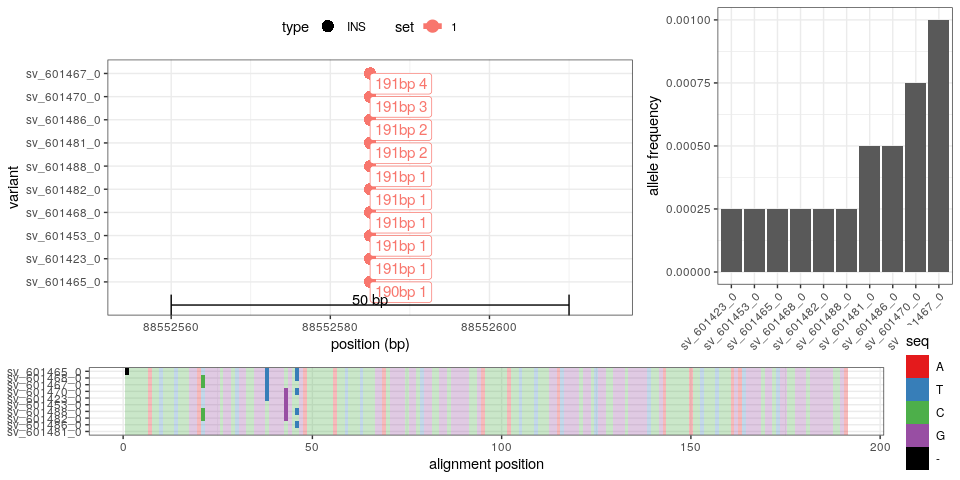 type INS set 1
variant
sv_601467_0
sv_601470_0
sv_601486_0
sv_601481_0
sv_601488_0
sv_601482_0
sv_601468_0
sv_601453_0
sv_601423_0
sv_601465_0
191bp 4
191bp 3
191bp 2
191bp 2
191bp 1
191bp 1
191bp 1
191bp 1
191bp 1
190bp 1
50 bp
88552560 88552580 88552600
position (bp)
allele frequency
0.00100
0.00075
0.00050
0.00025
0.00000
sv_601423_0
sv_601453_0
sv_601465_0
sv_601468_0
sv_601482_0
sv_601488_0
sv_601481_0
sv_601486_0
sv_601470_0
601467_0
seq
A
T
C
G
-
sv_601465_0
sv_601481_0
0 50 100 150 200
alignment position